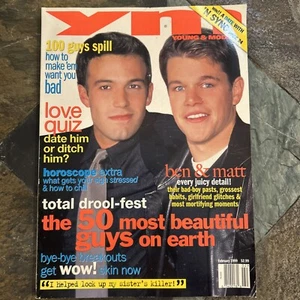 YM
YOUNG & MODERN
WITH
'N SYNC
100 guys spill
how to
make 'em
want you
bad
love
quiz
date him
or ditch
him?
horoscope extra
what gets your sign stressed
& how to chill
ben & matt
every juicy detail!
their bad-boy pasts, grossest
habits, girlfriend glitches &
most mortifying moments
total drool-fest
the 50 most beautiful
guys on earth
bye-bye breakouts
get wow! skin now
"I helped lock up my sister's killer!"